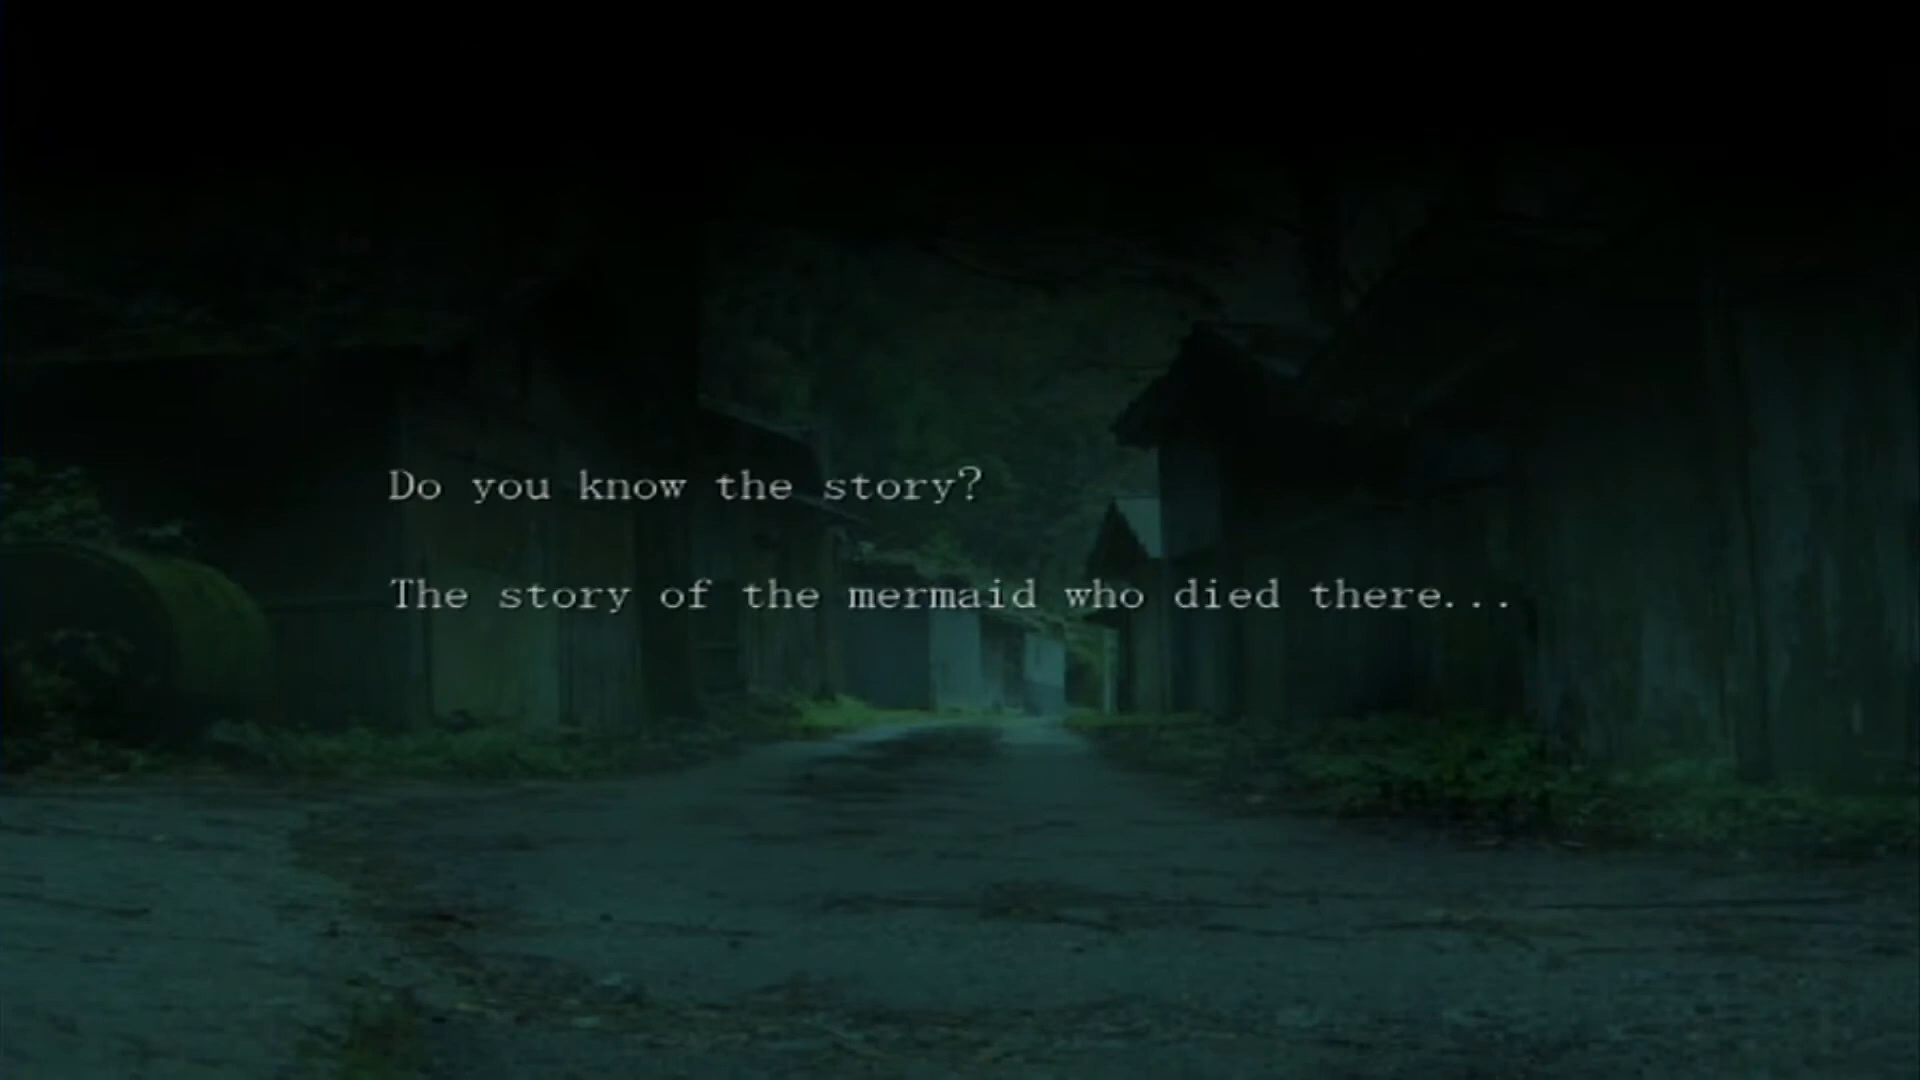 Do you know the story?
The story of the mermaid who died there...